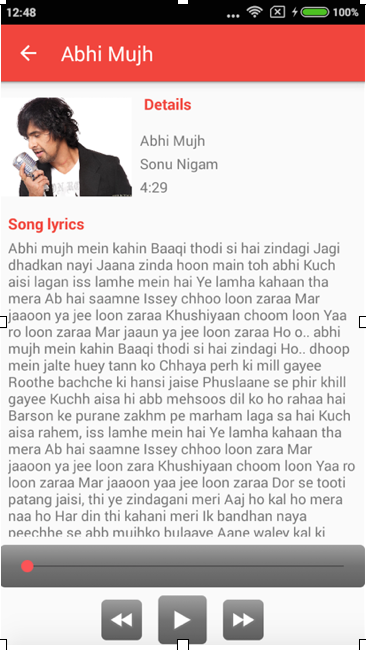 12:48
... 100%
Abhi Mujh
Details
Abhi Mujh
Sonu Nigam
4:29
Song lyrics
Abhi mujh mein kahin Baaqi thodi si hai zindagi Jagi
dhadkan nayi Jaana zinda hoon main toh abhi Kuch
aisi lagan iss lamhe mein hai Ye lamha kahaan tha
mera Ab hai saamne Issey chhoo loon zaraa Mar
jaaoon ya jee loon zaraa Khushiyaan choom loon Yaa
ro loon zaraa Mar jaaun ya jee loon zaraa Ho o.. abhi
mujh mein kahin Baaqi thodi si hai zindagi Ho.. dhoop
mein jalte huey tann ko Chhaya perh ki mill gayee
Roothe bachche ki hansi jaise Phuslaane se phir khill
gayee Kuchh aisa hi abb mehsoos dil ko ho rahaa hai
Barson ke purane zakhm pe marham laga sa hai Kuch
aisa rahem, iss lamhe mein hai Ye lamha kahaan tha
mera Ab hai saamne Issey chhoo loon zaraa Mar
jaaoon ya jee loon zara Khushiyaan choom loon Yaa ro
loon zaraa Mar jaaoon yaa jee loon zaraa Dor se tooti
patang jaisi, thi ye zindagani meri Aaj ho kal ho mera
naa ho Har din thi kahani meri Ik bandhan naya
peechhe se abb mujhko bulaaye Aane waley kal ki